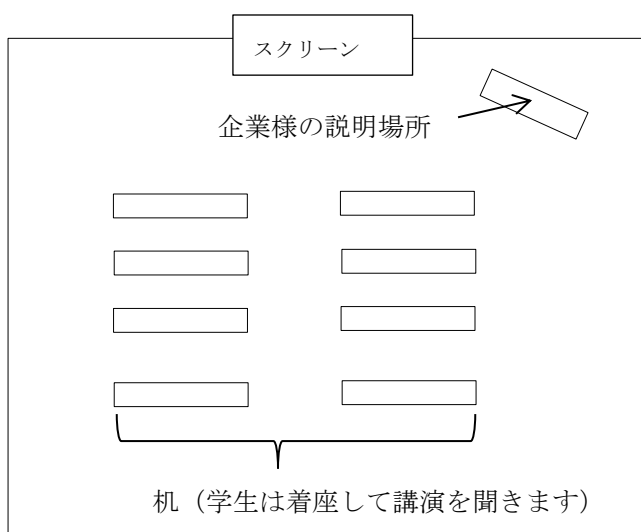 スクリーン
企業様の説明場所
机（学生は着座して講演を聞きます）